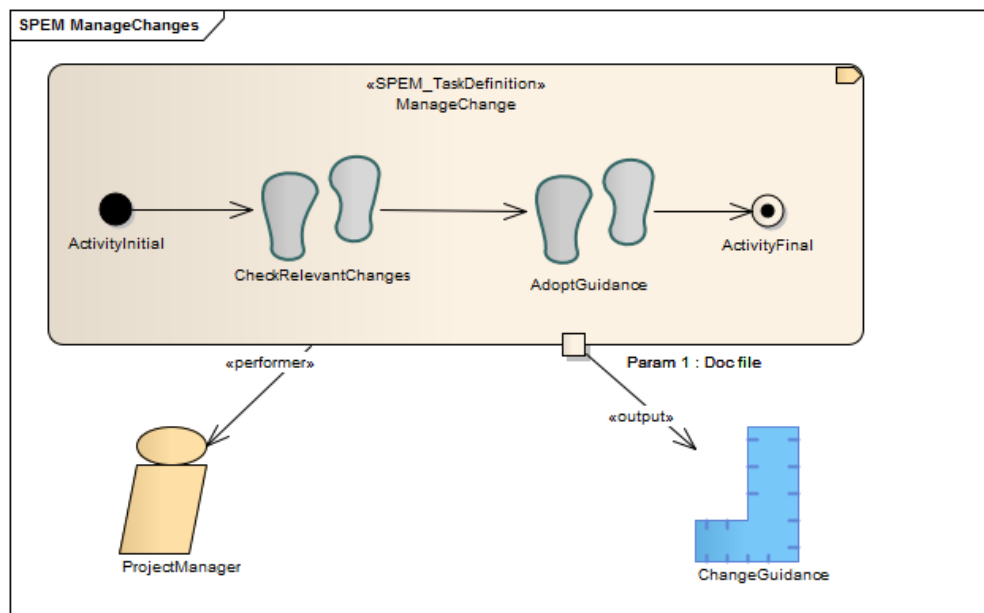 SPEM ManageChanges
«SPEM_TaskDefinition»
ManageChange
ActivityInitial
CheckRelevantChanges
AdoptGuidance
ActivityFinal
«performer»
Param 1 : Doc file
«output»
ProjectManager
ChangeGuidance